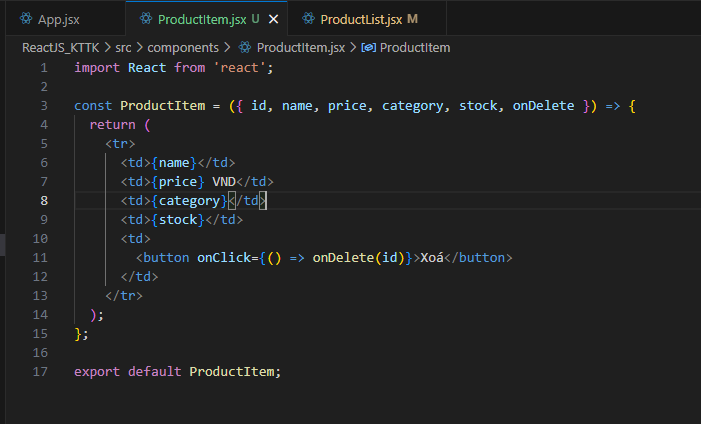 App.jsx ProductItem.jsx U ProductList.jsx M
ReactJS_KTTK > src > components > ProductItem.jsx > ProductItem
1 import React from 'react';
2
3 const ProductItem = ({ id, name, price, category, stock, onDelete }) => {
4   return (
5     <tr>
6       <td>{name}</td>
7       <td>{price} VND</td>
8       <td>{category}</td>
9       <td>{stock}</td>
10       <td>
11         <button onClick={() => onDelete(id)}>Xoá</button>
12       </td>
13     </tr>
14   );
15 };
16
17 export default ProductItem;